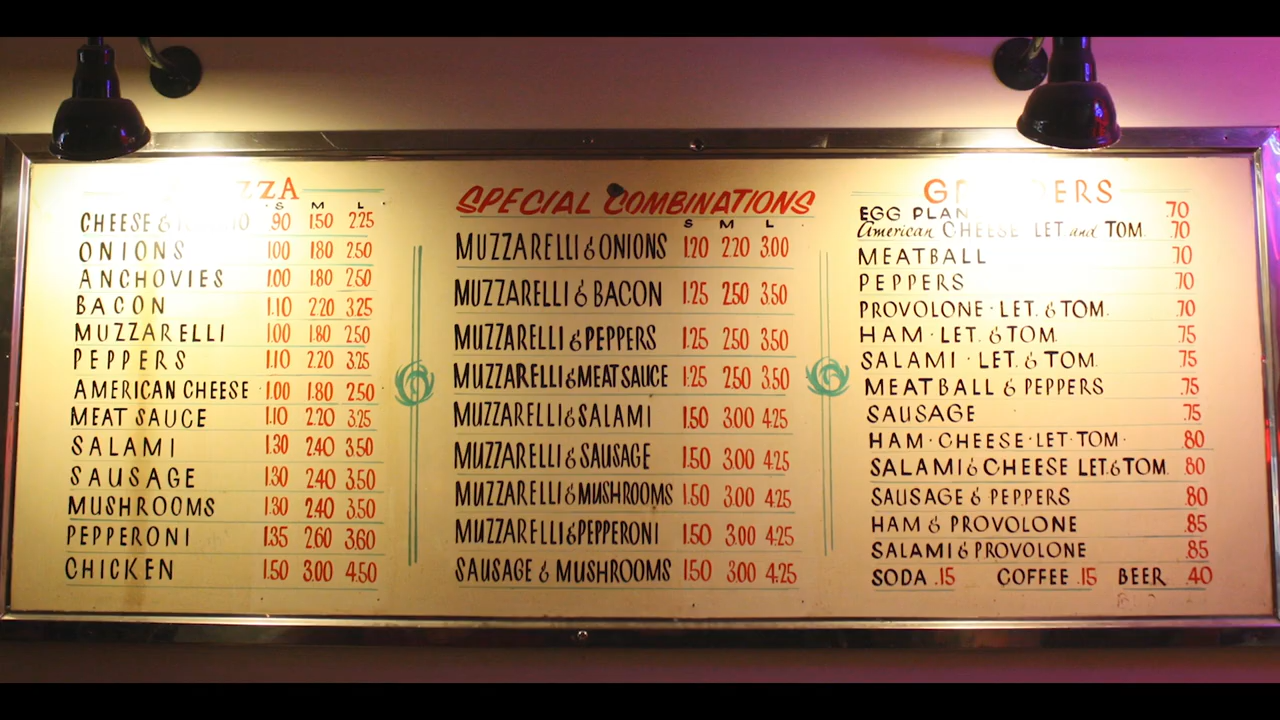 ZZA
S M L
CHEESE & .90 1.50 2.25
ONIONS 1.00 1.80 2.50
ANCHOVIES 1.00 1.80 2.50
BACON 1.10 2.20 3.25
MUZZARELLI 1.00 1.80 2.50
PEPPERS 1.10 2.20 3.25
AMERICAN CHEESE 1.00 1.80 2.50
MEAT SAUCE 1.10 2.20 3.25
SALAMI 1.30 2.40 3.50
SAUSAGE 1.30 2.40 3.50
MUSHROOMS 1.30 2.40 3.50
PEPPERONI 1.35 2.60 3.60
CHICKEN 1.50 3.00 4.50
SPECIAL COMBINATIONS
S M L
MUZZARELLI & ONIONS 1.20 2.20 3.00
MUZZARELLI & BACON 1.25 2.50 3.50
MUZZARELLI & PEPPERS 1.25 2.50 3.50
MUZZARELLI & MEAT SAUCE 1.25 2.50 3.50
MUZZARELLI & SALAMI 1.50 3.00 4.25
MUZZARELLI & SAUSAGE 1.50 3.00 4.25
MUZZARELLI & MUSHROOMS 1.50 3.00 4.25
MUZZARELLI & PEPPERONI 1.50 3.00 4.25
SAUSAGE & MUSHROOMS 1.50 3.00 4.25
G ERS
EGG PLAN .70
American CHEESE LET and TOM. .70
MEATBALL .70
PEPPERS .70
PROVOLONE · LET. & TOM. .70
HAM · LET. & TOM. .75
SALAMI · LET. & TOM. .75
MEATBALL & PEPPERS .75
SAUSAGE .75
HAM · CHEESE · LET · TOM · .80
SALAMI & CHEESE LET. & TOM. .80
SAUSAGE & PEPPERS .80
HAM & PROVOLONE .85
SALAMI & PROVOLONE .85
SODA .15 COFFEE .15 BEER .40